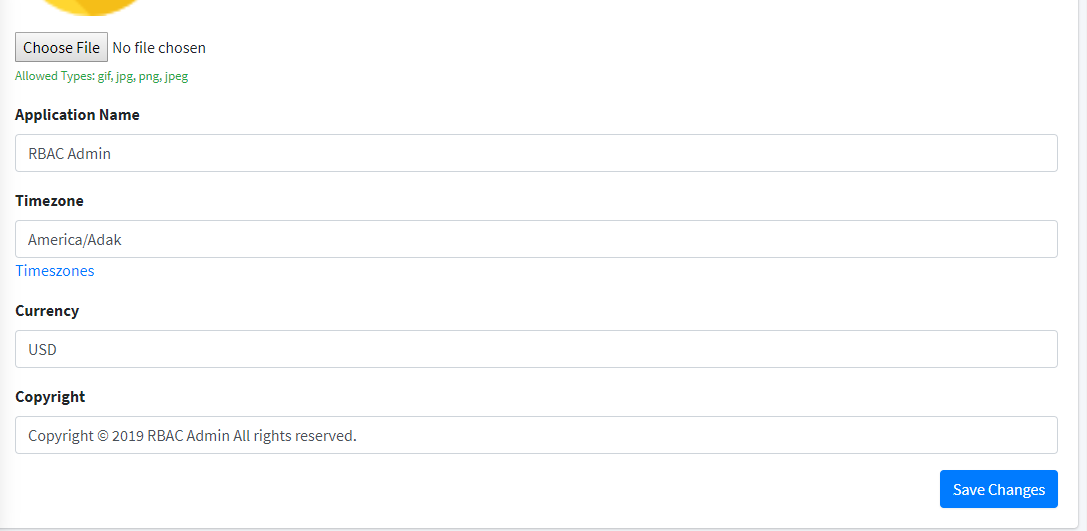 Choose File No file chosen
Allowed Types: gif, jpg, png, jpeg
Application Name
RBAC Admin
Timezone
America/Adak
Timeszones
Currency
USD
Copyright
Copyright © 2019 RBAC Admin All rights reserved.
Save Changes